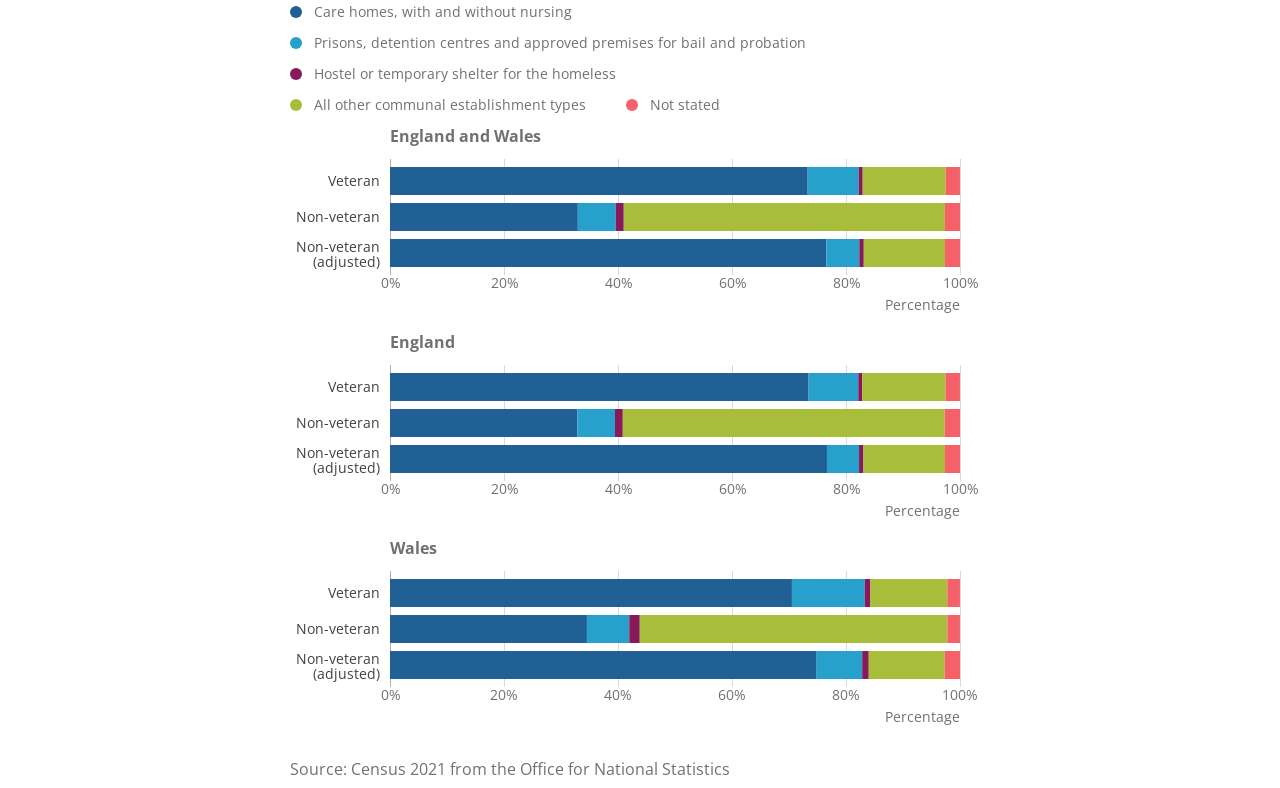 Care homes, with and without nursing
Prisons, detention centres and approved premises for bail and probation
Hostel or temporary shelter for the homeless
All other communal establishment types Not stated
England and Wales
Veteran
Non-veteran
Non-veteran
(adjusted)
0% 20% 40% 60% 80% 100%
Percentage
England
Veteran
Non-veteran
Non-veteran
(adjusted)
0% 20% 40% 60% 80% 100%
Percentage
Wales
Veteran
Non-veteran
Non-veteran
(adjusted)
0% 20% 40% 60% 80% 100%
Percentage
Source: Census 2021 from the Office for National Statistics